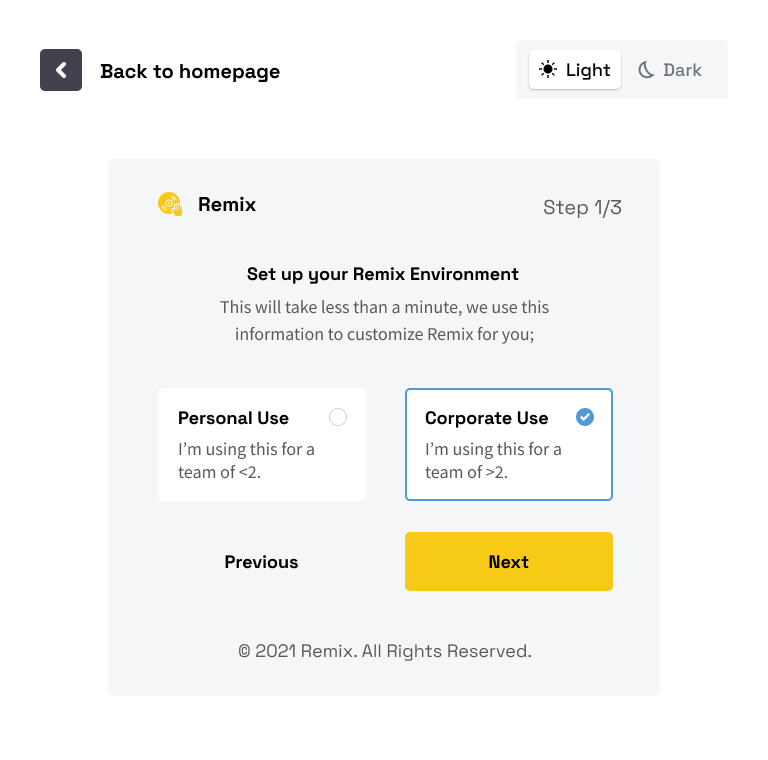 Back to homepage
Light
Dark
Remix
Step 1/3
Set up your Remix Environment
This will take less than a minute, we use this
information to customize Remix for you;
Personal Use
I’m using this for a
team of <2.
Corporate Use
I’m using this for a
team of >2.
Previous
Next
© 2021 Remix. All Rights Reserved.